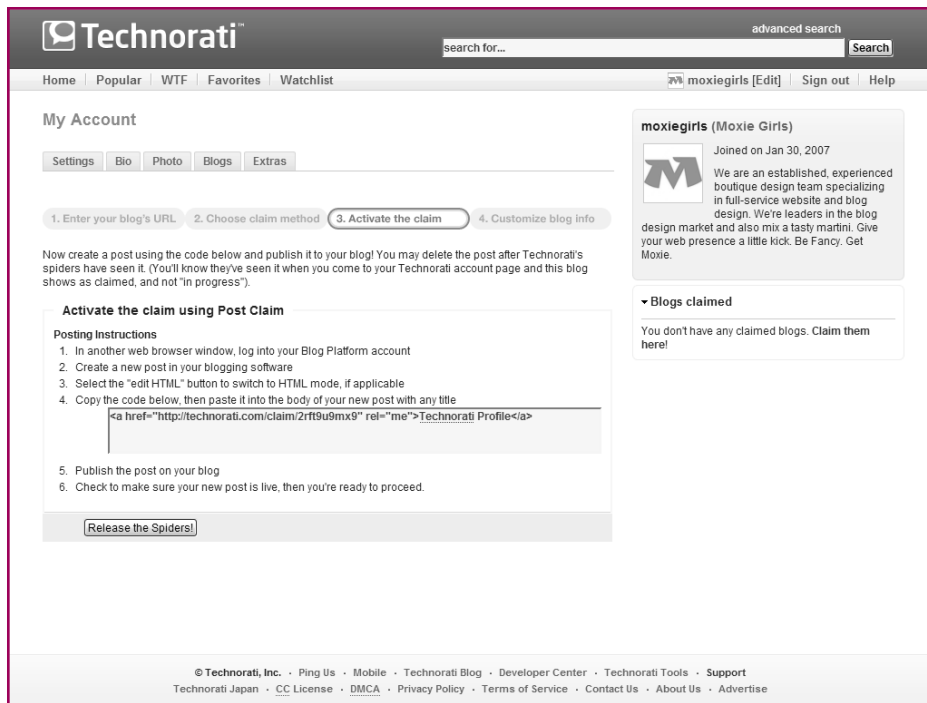 Technorati™
advanced search
search for...
Search
Home | Popular | WTF | Favorites | Watchlist
moxiegirls [Edit] | Sign out | Help
My Account
Settings Bio Photo Blogs Extras
1. Enter your blog's URL 2. Choose claim method 3. Activate the claim 4. Customize blog info
Now create a post using the code below and publish it to your blog! You may delete the post after Technorati's
spiders have seen it. (You'll know they've seen it when you come to your Technorati account page and this blog
shows as claimed, and not "in progress").
Activate the claim using Post Claim
Posting Instructions
1. In another web browser window, log into your Blog Platform account
2. Create a new post in your blogging software
3. Select the "edit HTML" button to switch to HTML mode, if applicable
4. Copy the code below, then paste it into the body of your new post with any title
<a href="http://technorati.com/claim/2rft9u9mx9" rel="me">Technorati Profile</a>
5. Publish the post on your blog
6. Check to make sure your new post is live, then you're ready to proceed.
Release the Spiders!
moxiegirls (Moxie Girls)
Joined on Jan 30, 2007
We are an established, experienced
boutique design team specializing
in full-service website and blog
design. We're leaders in the blog
design market and also mix a tasty martini. Give
your web presence a little kick. Be Fancy. Get
Moxie.
Blogs claimed
You don't have any claimed blogs. Claim them
here!
© Technorati, Inc. · Ping Us · Mobile · Technorati Blog · Developer Center · Technorati Tools · Support
Technorati Japan · CC License · DMCA · Privacy Policy · Terms of Service · Contact Us · About Us · Advertise